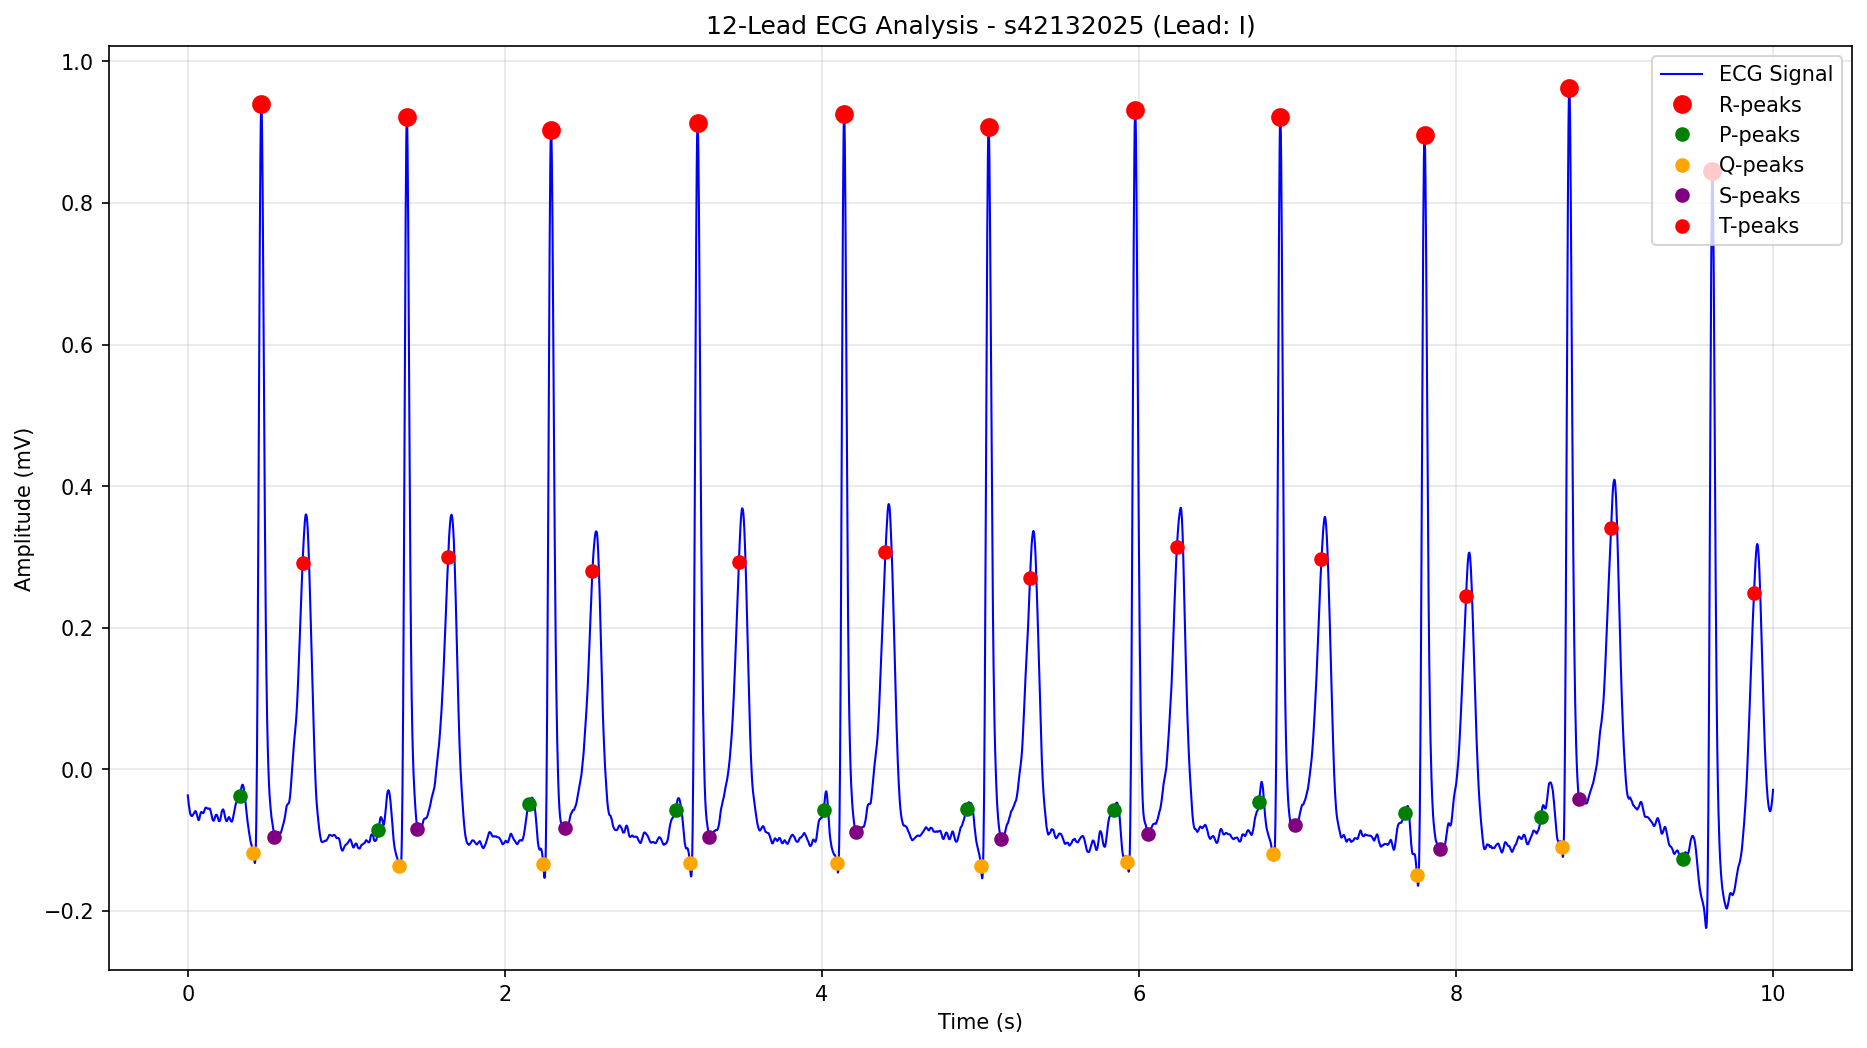 12-Lead ECG Analysis - s42132025 (Lead: I)
ECG Signal
R-peaks
P-peaks
Q-peaks
S-peaks
T-peaks
Amplitude (mV)
1.0
0.8
0.6
0.4
0.2
0.0
−0.2
0 2 4 6 8 10
Time (s)